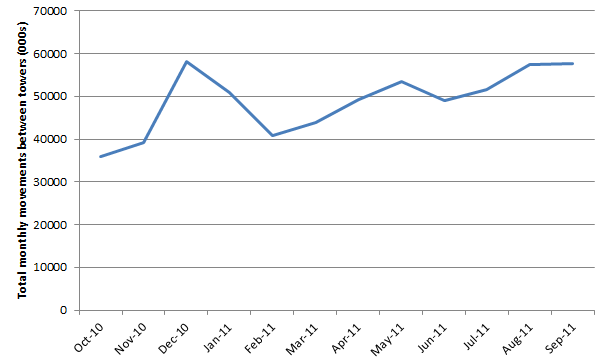 Total monthly movements between towers (000s)
70000
60000
50000
40000
30000
20000
10000
0
Oct-10
Nov-10
Dec-10
Jan-11
Feb-11
Mar-11
Apr-11
May-11
Jun-11
Jul-11
Aug-11
Sep-11